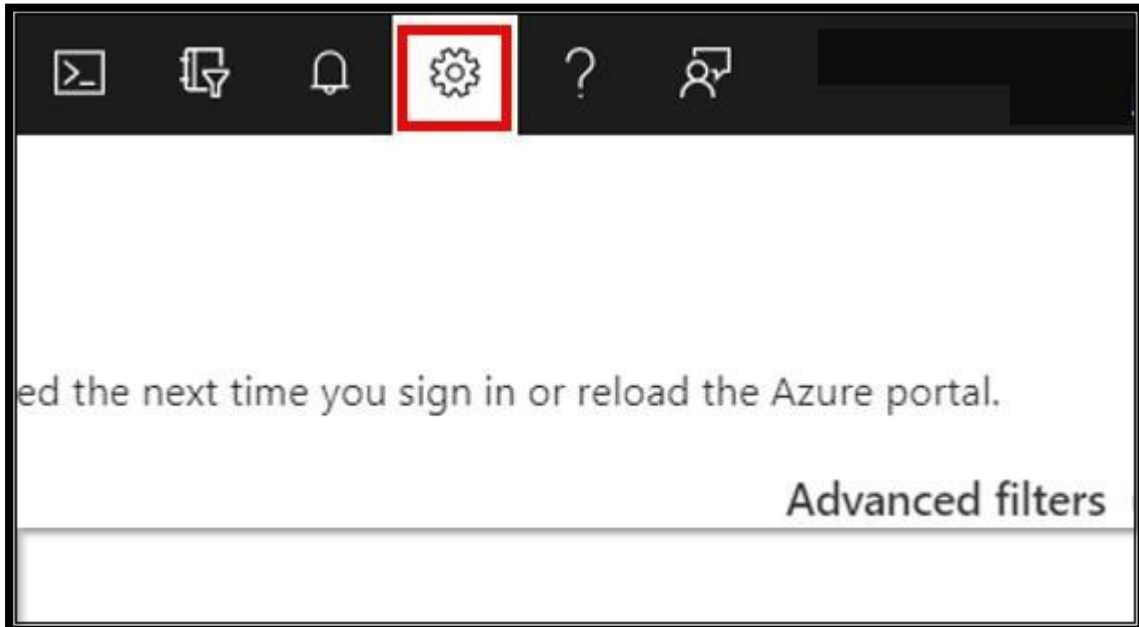 ed the next time you sign in or reload the Azure portal.
Advanced filters